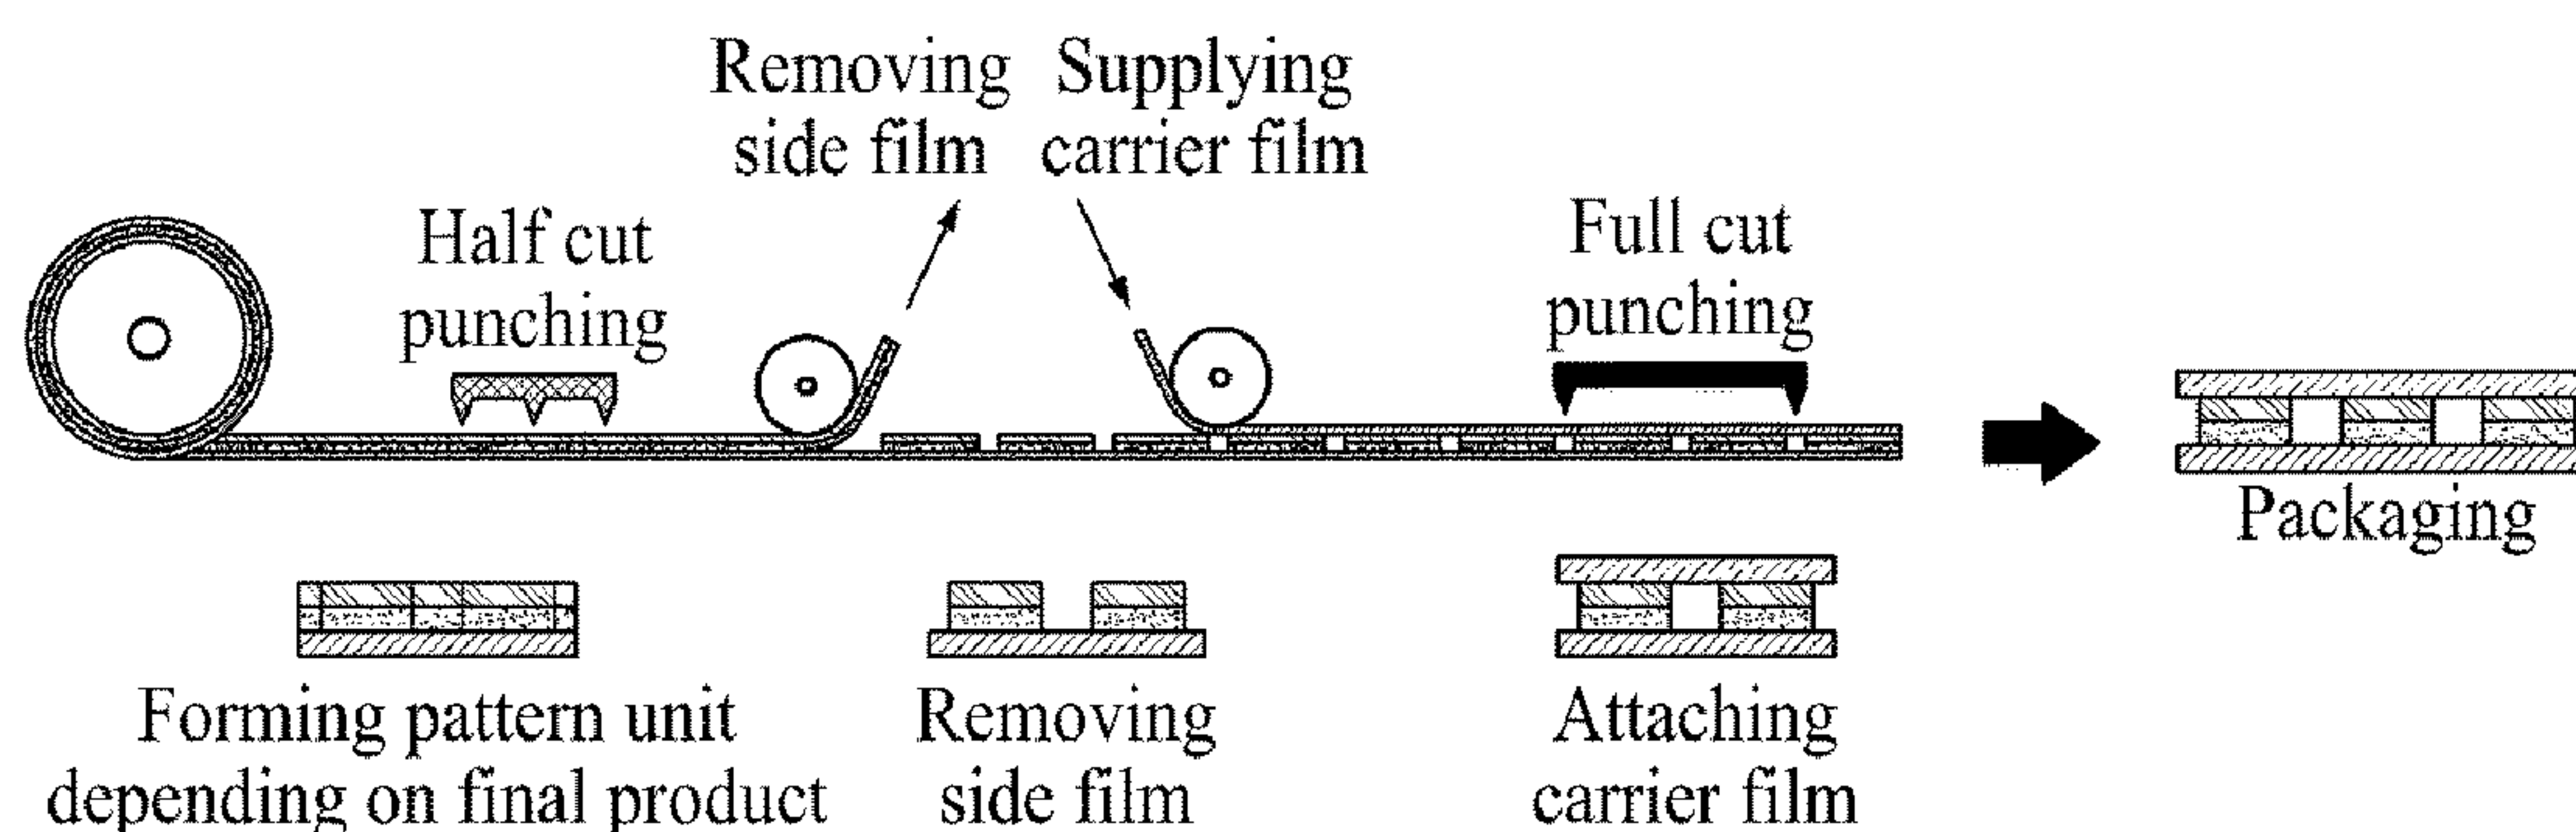 Removing
side film
Supplying
carrier film
Half cut
punching
Full cut
punching
Packaging
Forming pattern unit
depending on final product
Removing
side film
Attaching
carrier film